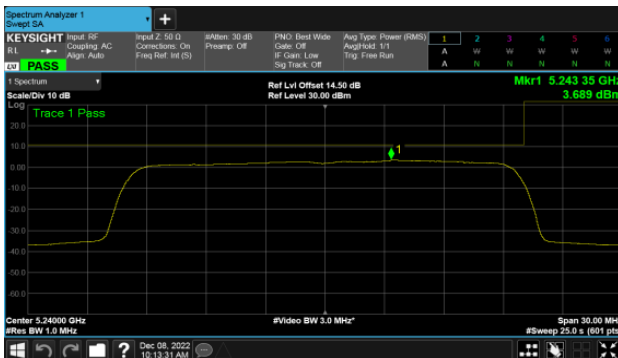 Spectrum Analyzer 1
Swept SA
+
KEYSIGHT
RL
LXI PASS
Input: RF
Coupling: AC
Align: Auto
Input Z: 50 Ω
Corrections: On
Freq Ref: Int (S)
#Atten: 30 dB
Preamp: Off
PNO: Best Wide
Gate: Off
IF Gain: Low
Sig Track: Off
Avg Type: Power (RMS)
Avg|Hold: 1/1
Trig: Free Run
1 2 3 4 5 6
A W W W W W
A N N N N N
1 Spectrum
Scale/Div 10 dB
Ref Lvl Offset 14.50 dB
Ref Level 30.00 dBm
Mkr1 5.243 35 GHz
3.689 dBm
Log
Trace 1 Pass
20.0
10.0
1
0.00
-10.0
-20.0
-30.0
-40.0
-50.0
-60.0
Center 5.24000 GHz
#Res BW 1.0 MHz
#Video BW 3.0 MHz*
Span 30.00 MHz
#Sweep 25.0 s (601 pts)
?
Dec 08, 2022
10:13:31 AM